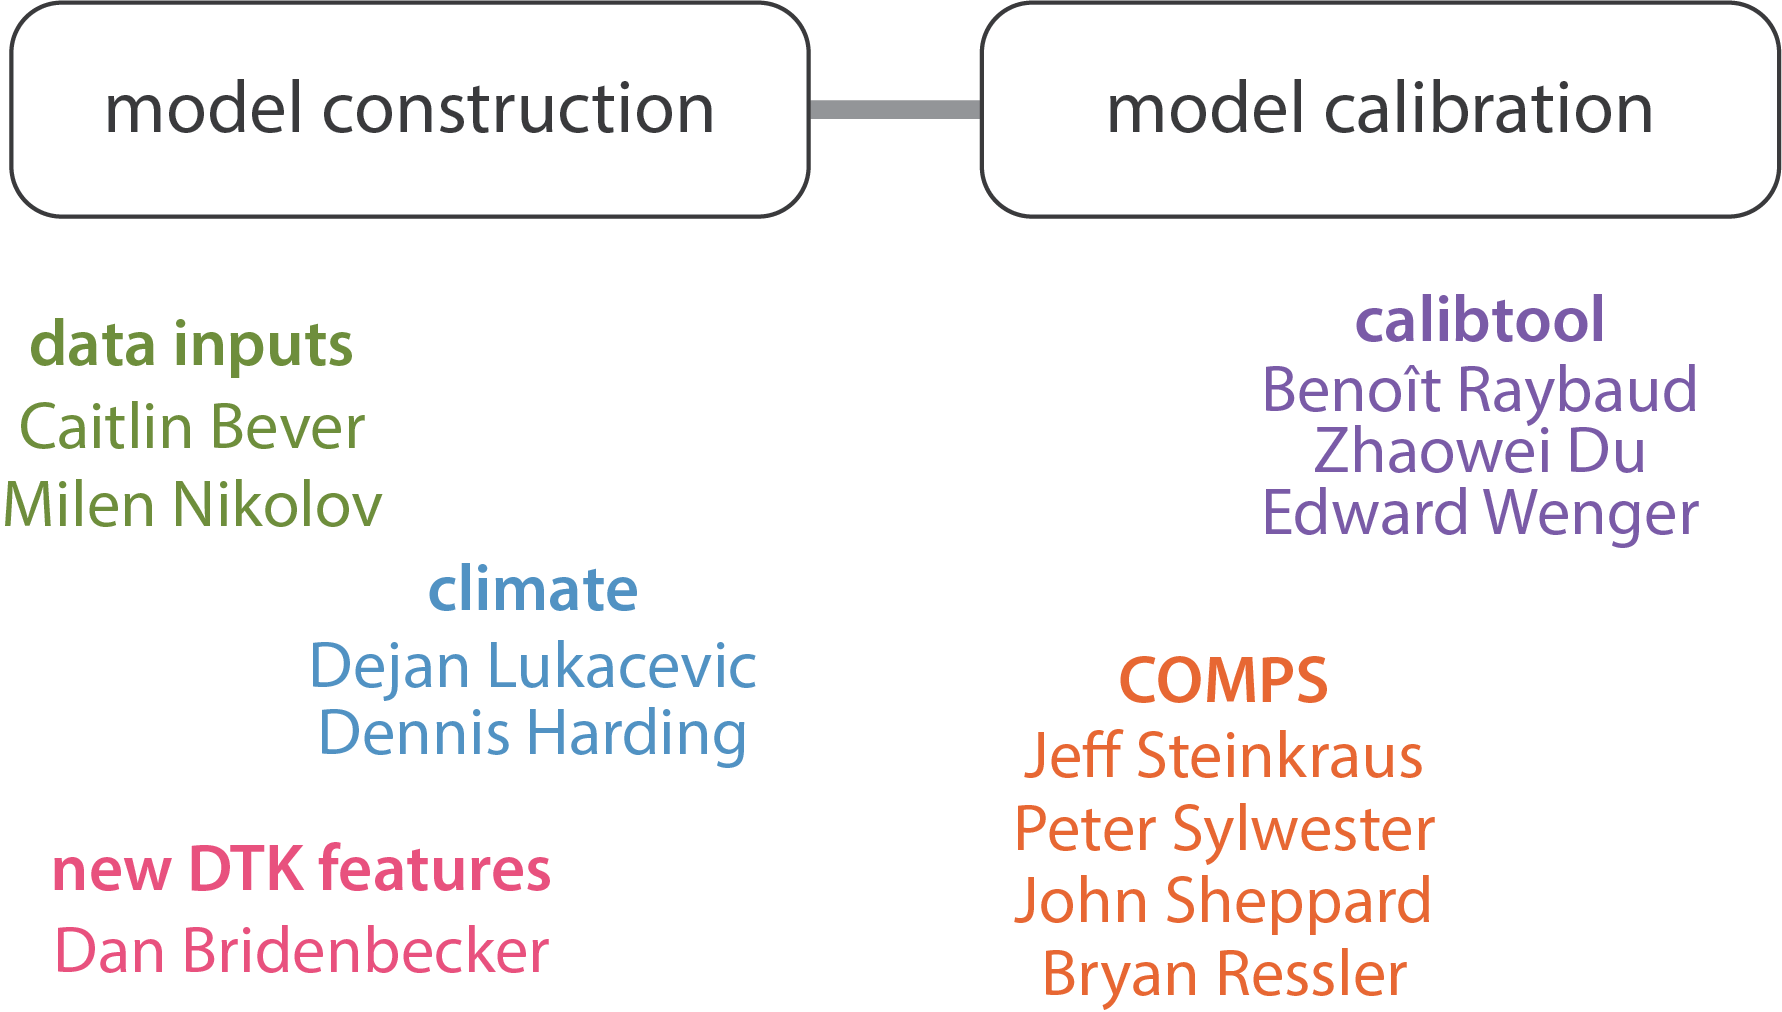 model construction
model calibration
data inputs
Caitlin Bever
Milen Nikolov
climate
Dejan Lukacevic
Dennis Harding
new DTK features
Dan Bridenbecker
calibtool
Benoît Raybaud
Zhaowei Du
Edward Wenger
COMPS
Jeff Steinkraus
Peter Sylwester
John Sheppard
Bryan Ressler